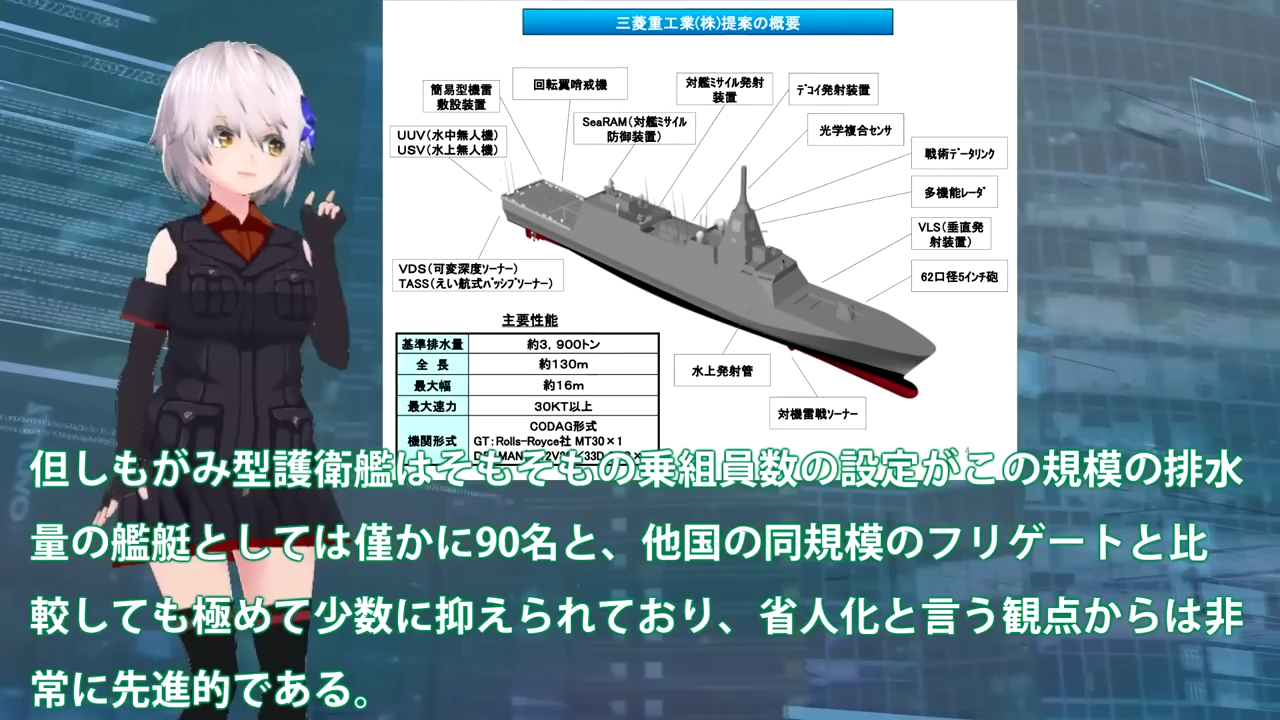 三菱重工業(株)提案の概要
簡易型機雷
敷設装置
回転翼哨戒機
対艦ﾐｻｲﾙ発射
装置
ﾃﾞｺｲ発射装置
SeaRAM(対艦ﾐｻｲﾙ
防御装置)
光学複合ｾﾝｻ
UUV(水中無人機)
USV(水上無人機)
戦術ﾃﾞｰﾀﾘﾝｸ
多機能ﾚｰﾀﾞ
VLS(垂直発
射装置)
62口径5ｲﾝﾁ砲
VDS(可変深度ｿｰﾅｰ)
TASS(えい航式ﾊﾟｯｼﾌﾞｿｰﾅｰ)
水上発射管
対機雷戦ｿｰﾅｰ
主要性能
基準排水量 約3,900トン
全 長 約130m
最大幅 約16m
最大速力 30KT以上
機関形式 CODAG形式
GT:Rolls-Royce社 MT30×1
但しもがみ型護衛艦はそもそもの乗組員数の設定がこの規模の排水
量の艦艇としては僅かに90名と、他国の同規模のフリゲートと比
較しても極めて少数に抑えられており、省人化と言う観点からは非
常に先進的である。